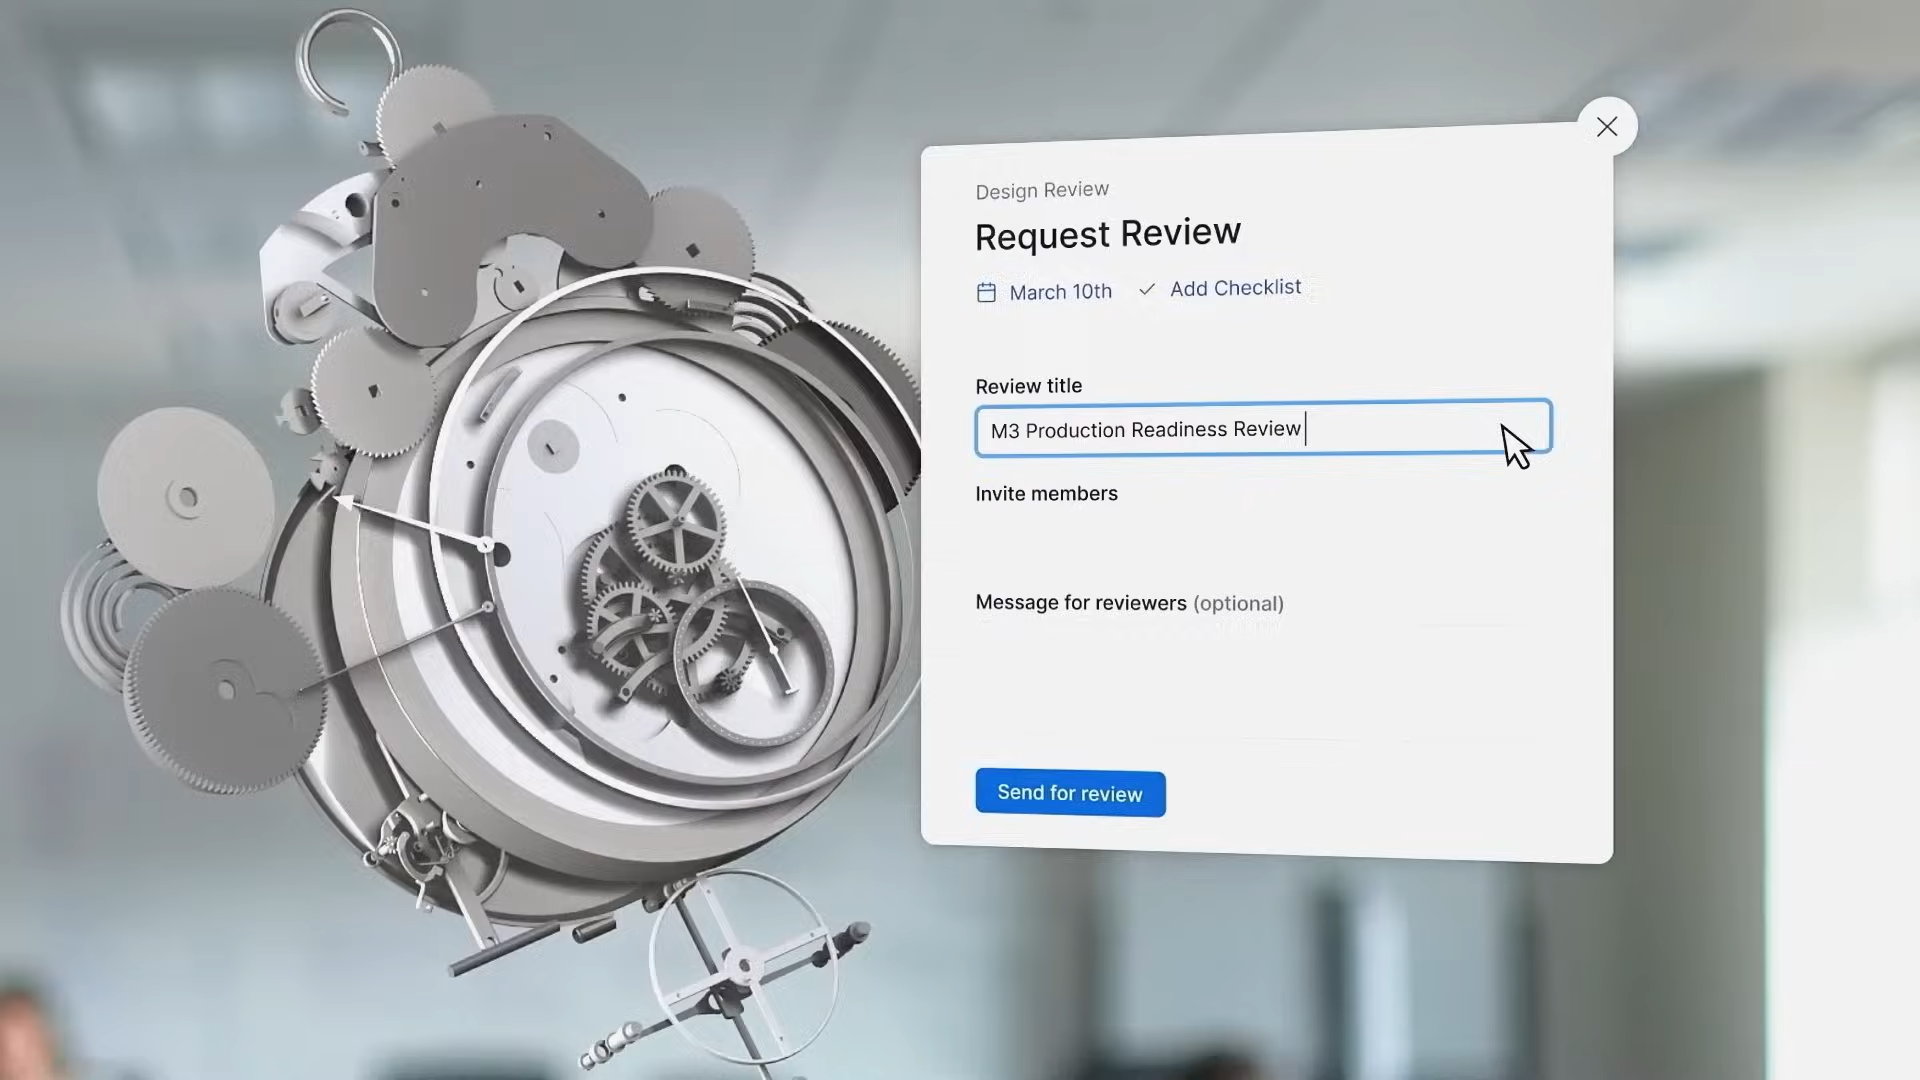 Design Review
Request Review
March 10th Add Checklist
Review title
M3 Production Readiness Review
Invite members
Message for reviewers (optional)
Send for review